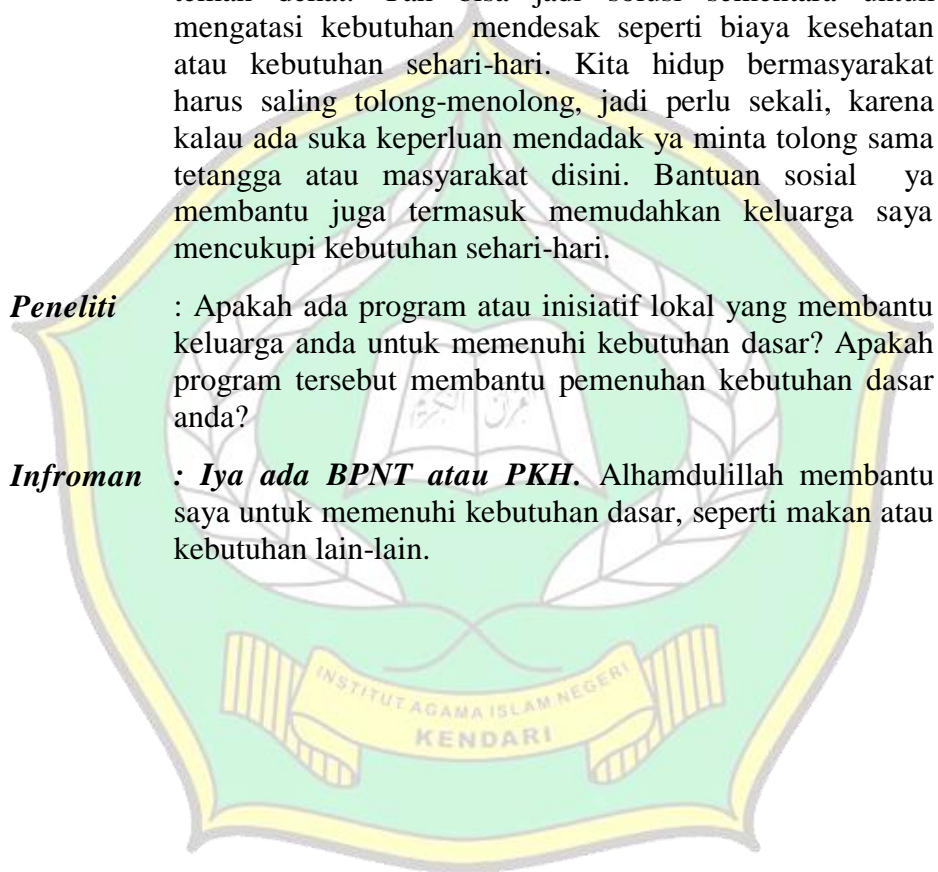 mengatasi kebutuhan mendesak seperti biaya kesehatan
atau kebutuhan sehari-hari. Kita hidup bermasyarakat
harus saling tolong-menolong, jadi perlu sekali, karena
kalau ada suka keperluan mendadak ya minta tolong sama
tetangga atau masyarakat disini. Bantuan sosial ya
membantu juga termasuk memudahkan keluarga saya
mencukupi kebutuhan sehari-hari.
Peneliti : Apakah ada program atau inisiatif lokal yang membantu
keluarga anda untuk memenuhi kebutuhan dasar? Apakah
program tersebut membantu pemenuhan kebutuhan dasar
anda?
Infroman : Iya ada BPNT atau PKH. Alhamdulillah membantu
saya untuk memenuhi kebutuhan dasar, seperti makan atau
kebutuhan lain-lain.
INSTITUT AGAMA ISLAM NEGERI
KENDARI